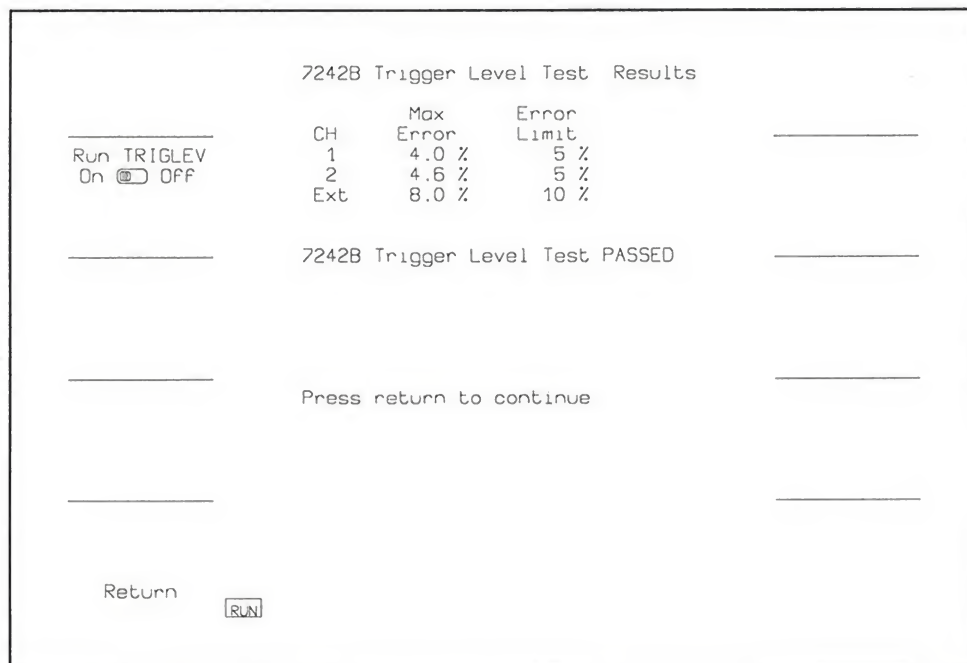 7242B Trigger Level Test Results
Max Error
CH Error Limit
Run TRIGLEV 1 4.0 % 5 %
On Off 2 4.6 % 5 %
Ext 8.0 % 10 %
7242B Trigger Level Test PASSED
Press return to continue
Return
RUN